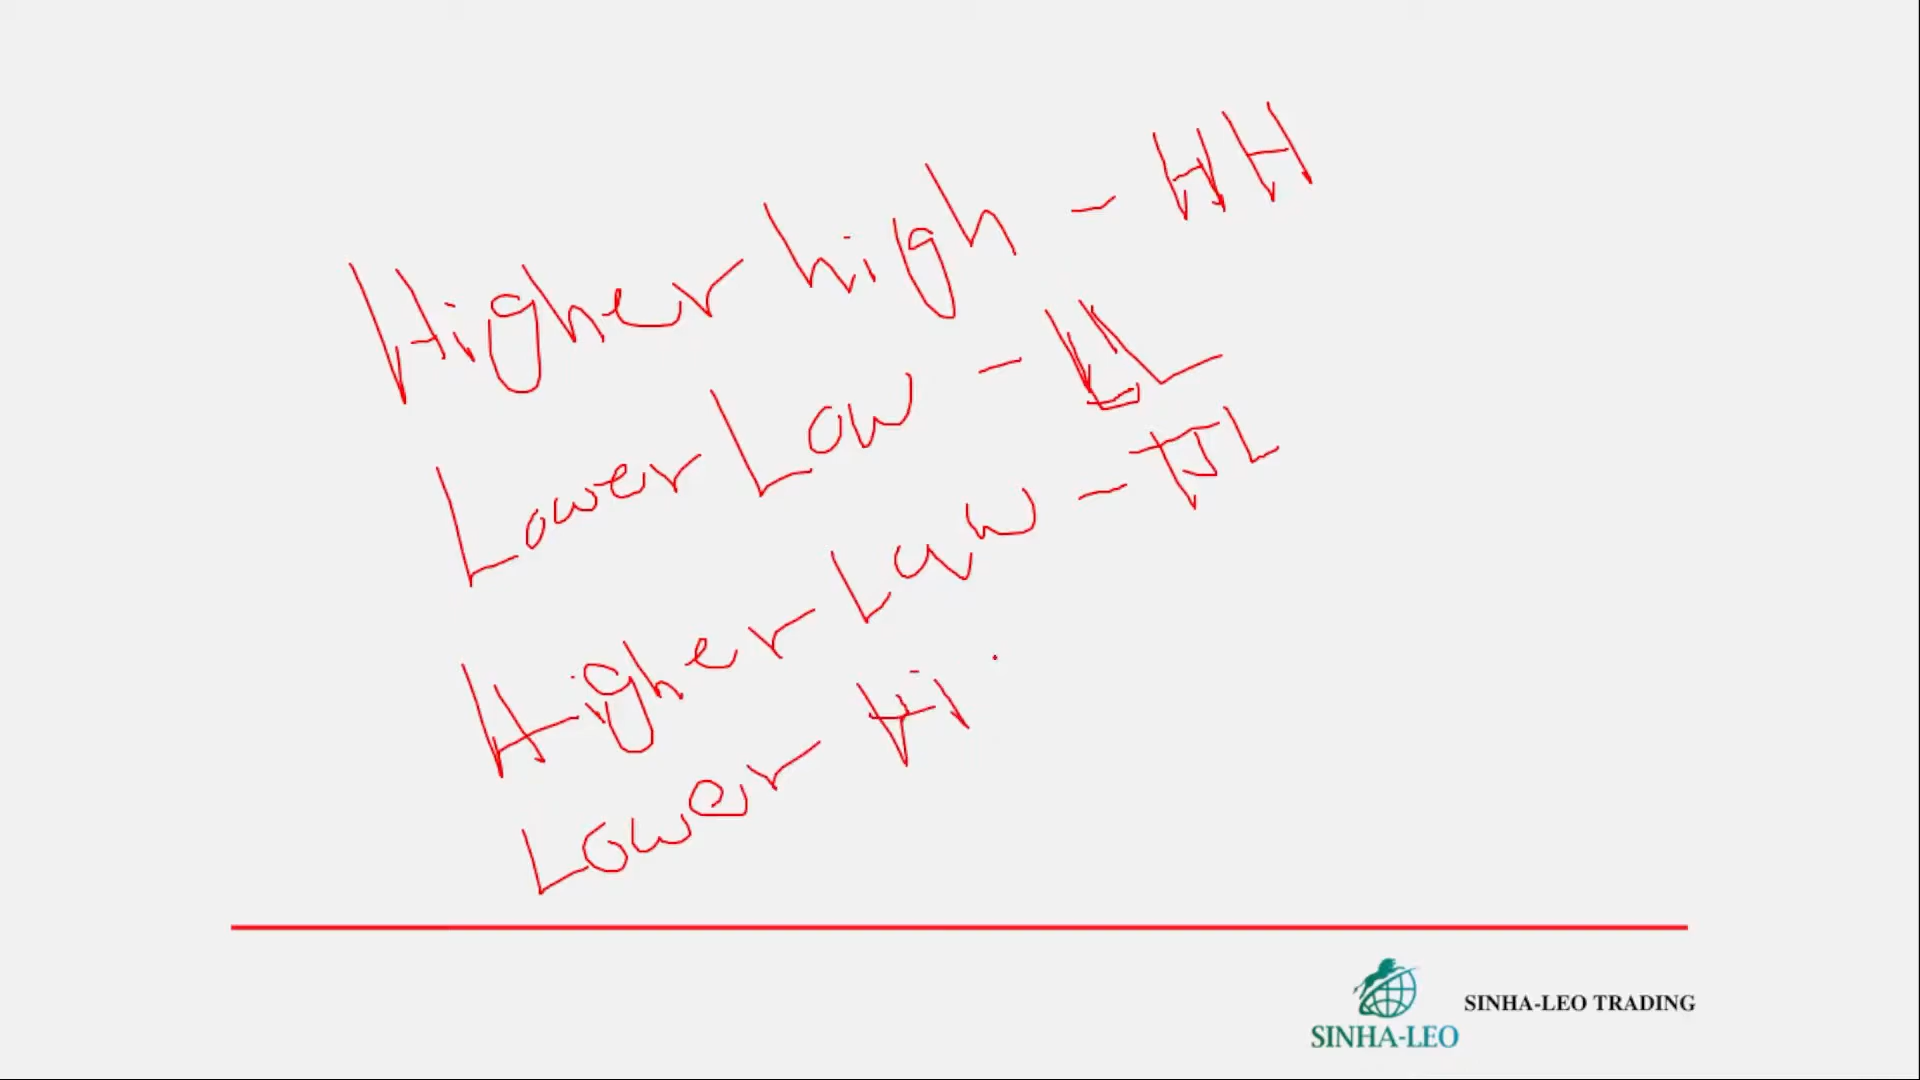 Higher high - HH
Lower Low - LL
Higher Low - HL
Lower Hi
SINHA-LEO
SINHA-LEO TRADING